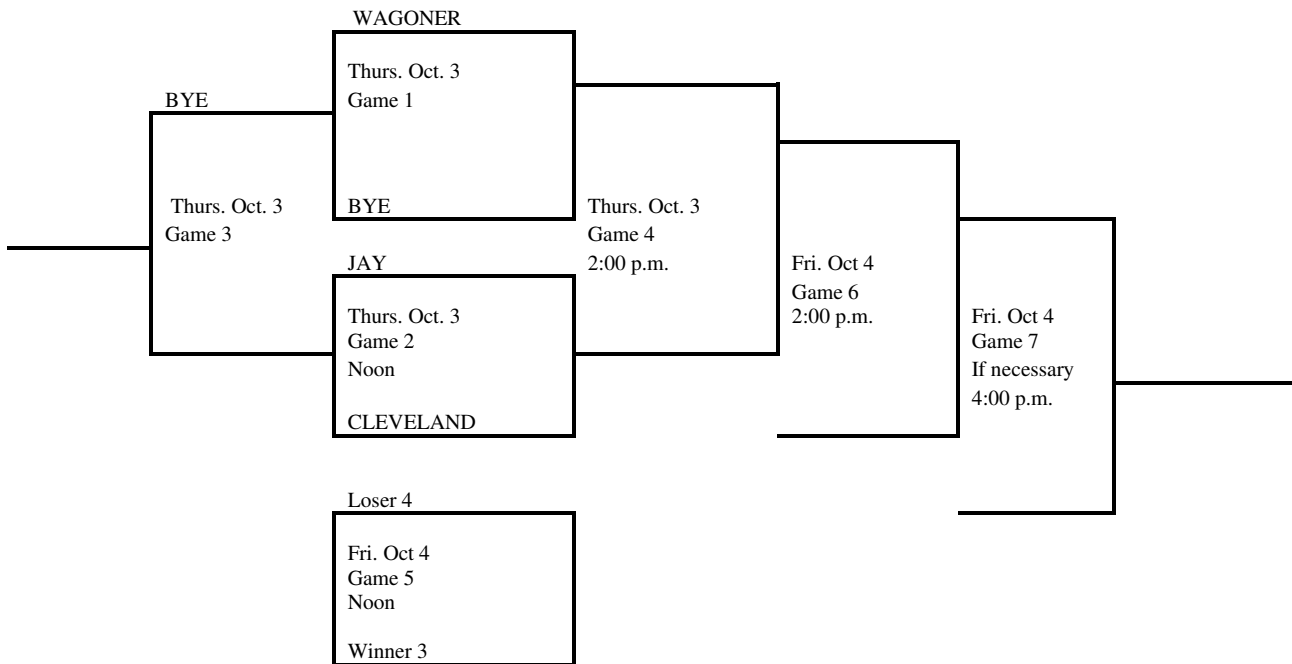 WAGONER
Thurs. Oct. 3
Game 1
BYE
BYE
Thurs. Oct. 3
Game 3
Thurs. Oct. 3
Game 4
2:00 p.m.
JAY
Thurs. Oct. 3
Game 2
Noon
CLEVELAND
Fri. Oct 4
Game 6
2:00 p.m.
Fri. Oct 4
Game 7
If necessary
4:00 p.m.
Loser 4
Fri. Oct 4
Game 5
Noon
Winner 3